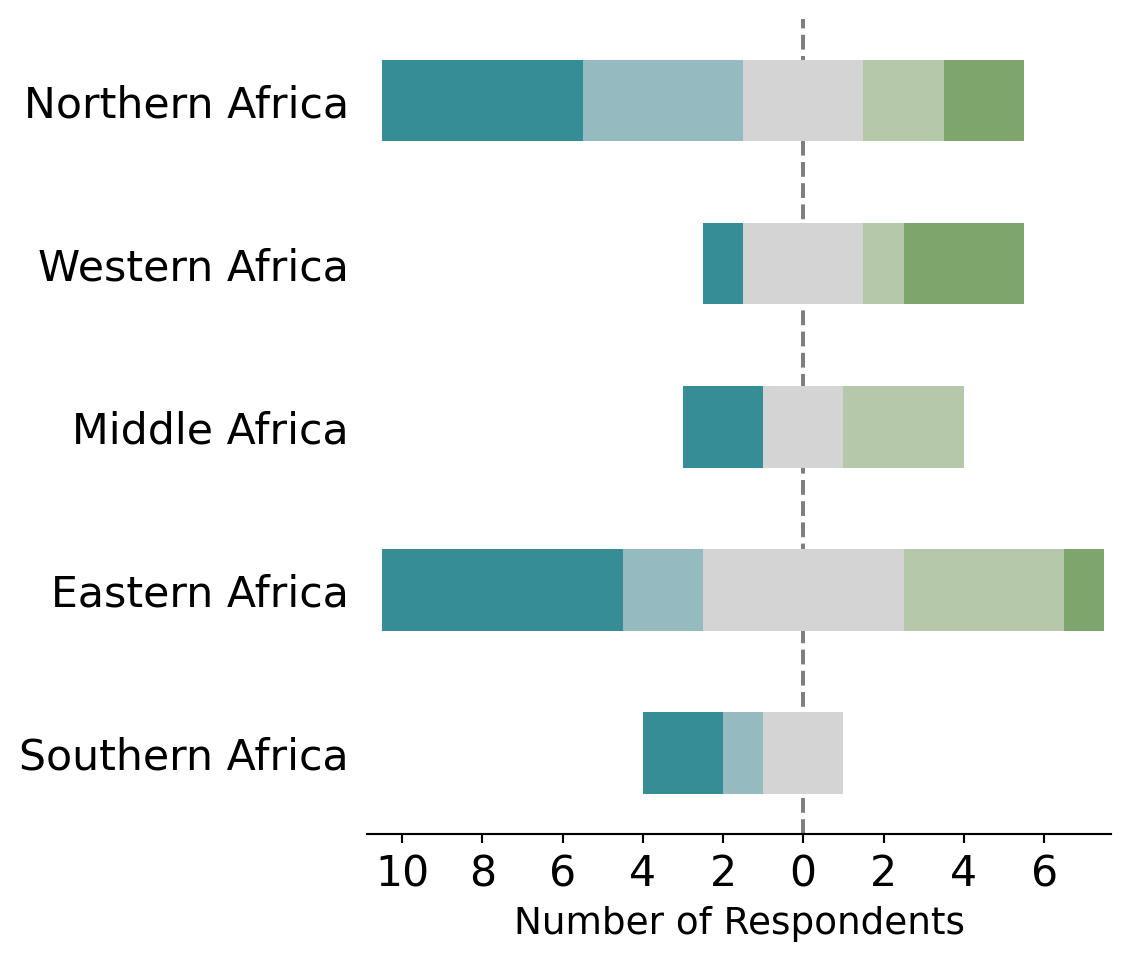 Northern Africa
Western Africa
Middle Africa
Eastern Africa
Southern Africa
10 8 6 4 2 0 2 4 6
Number of Respondents